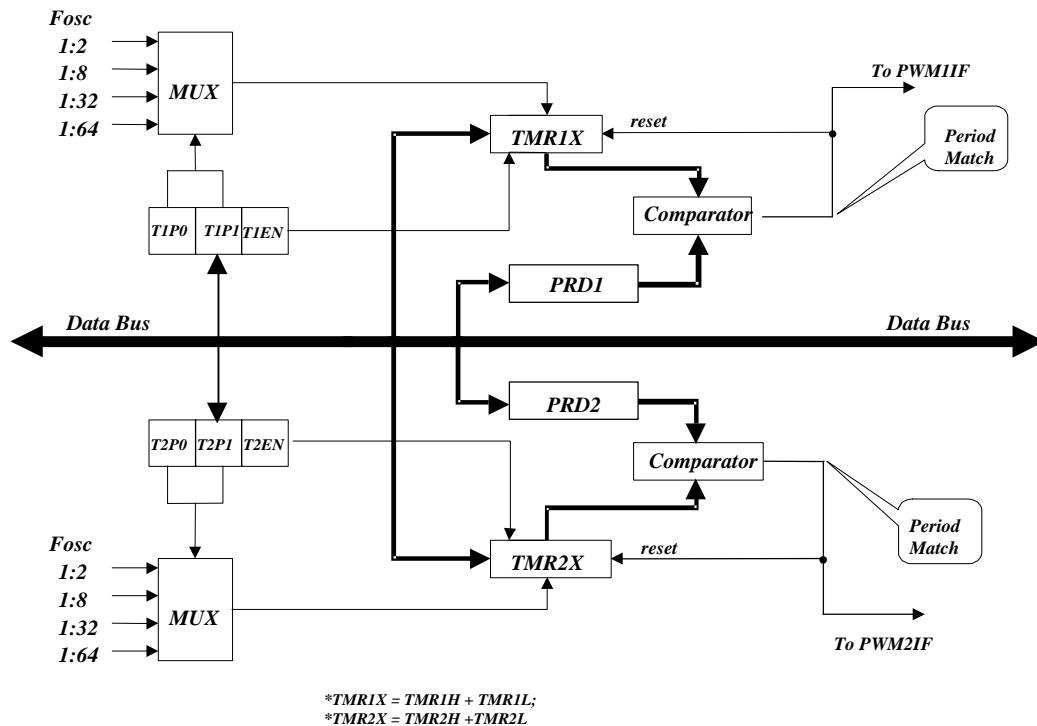 Fosc
1:2
1:8
1:32
1:64
MUX
To PWM1IF
TMR1X
reset
Period
Match
T1P0 T1P1 T1EN
Comparator
PRD1
Data Bus Data Bus
PRD2
T2P0 T2P1 T2EN
Comparator
Period
Match
Fosc
1:2
1:8
1:32
1:64
MUX
TMR2X
reset
To PWM2IF
*TMR1X = TMR1H + TMR1L;
*TMR2X = TMR2H +TMR2L